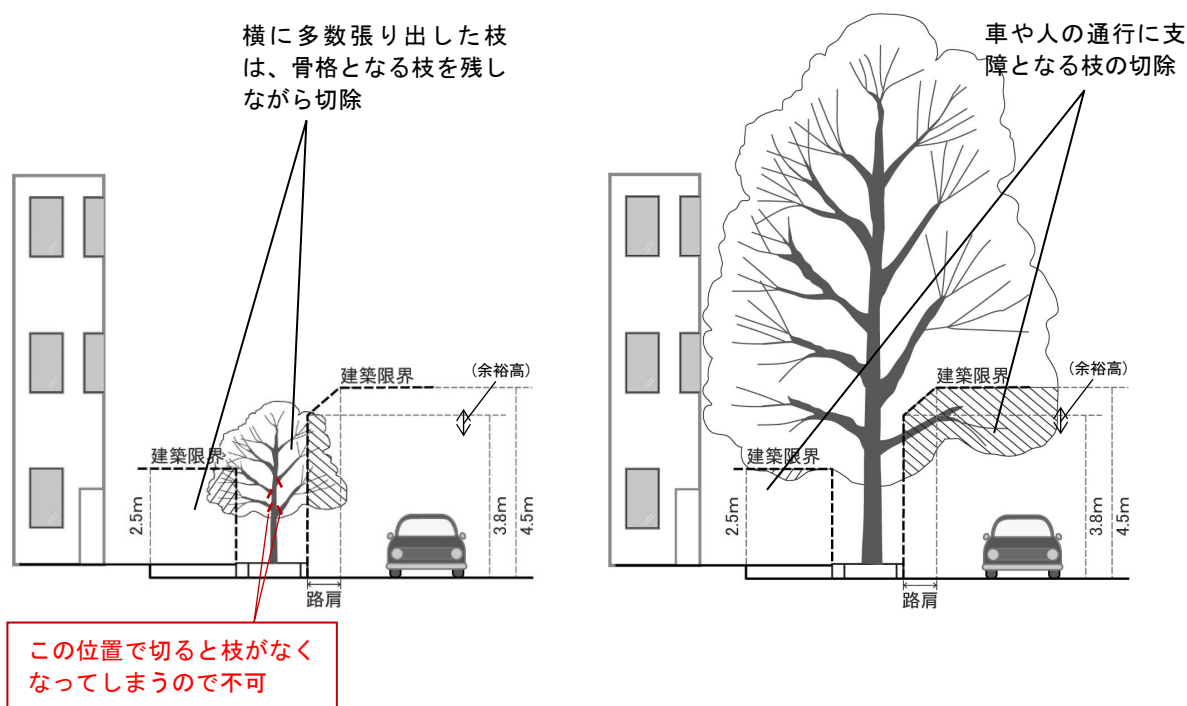 横に多数張り出した枝
は、骨格となる枝を残し
ながら切除
建築限界
（余裕高）
建築限界
2.5m
3.8m
4.5m
路肩
この位置で切ると枝がなく
なってしまうので不可
車や人の通行に支
障となる枝の切除
建築限界
（余裕高）
建築限界
2.5m
3.8m
4.5m
路肩